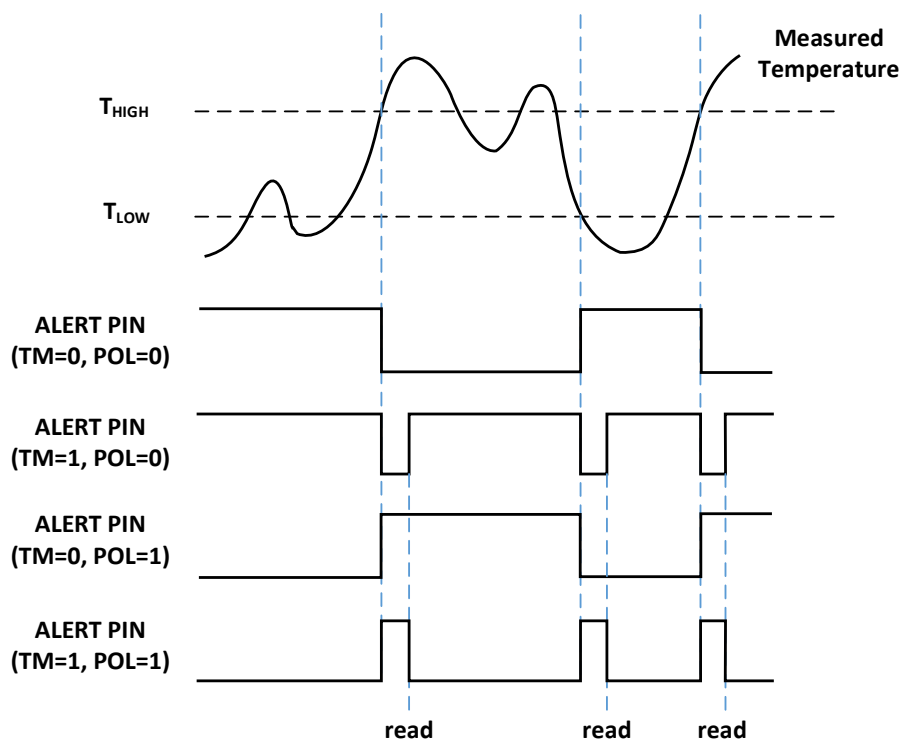 Measured
Temperature
THIGH
TLOW
ALERT PIN
(TM=0, POL=0)
ALERT PIN
(TM=1, POL=0)
ALERT PIN
(TM=0, POL=1)
ALERT PIN
(TM=1, POL=1)
read read read